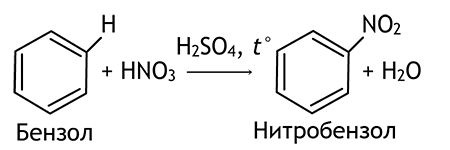 H
+ HNO₃
H₂SO₄, t°
NO₂
+ H₂O
Бензол
Нитробензол